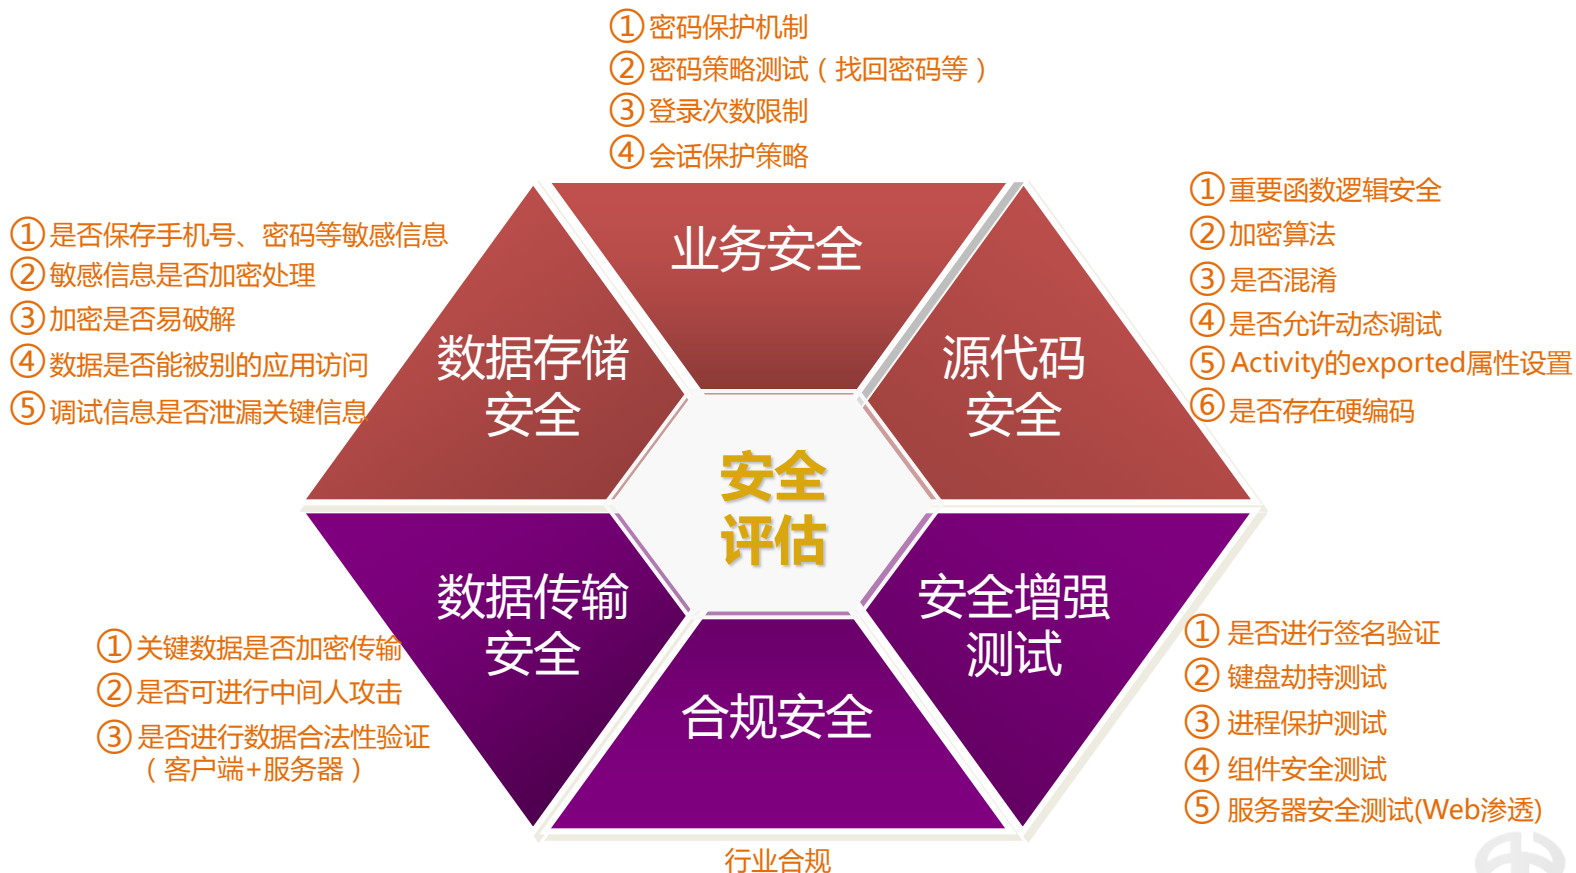 ①密码保护机制
②密码策略测试（找回密码等）
③登录次数限制
④会话保护策略
业务安全
①是否保存手机号、密码等敏感信息
②敏感信息是否加密处理
③加密是否易破解
④数据是否能被别的应用访问
⑤调试信息是否泄漏关键信息
数据存储
安全
①重要函数逻辑安全
②加密算法
③是否混淆
④是否允许动态调试
⑤Activity的exported属性设置
⑥是否存在硬编码
源代码
安全
安全
评估
①关键数据是否加密传输
②是否可进行中间人攻击
③是否进行数据合法性验证
（客户端+服务器）
数据传输
安全
合规安全
行业合规
安全增强
测试
①是否进行签名验证
②键盘劫持测试
③进程保护测试
④组件安全测试
⑤服务器安全测试(Web渗透)